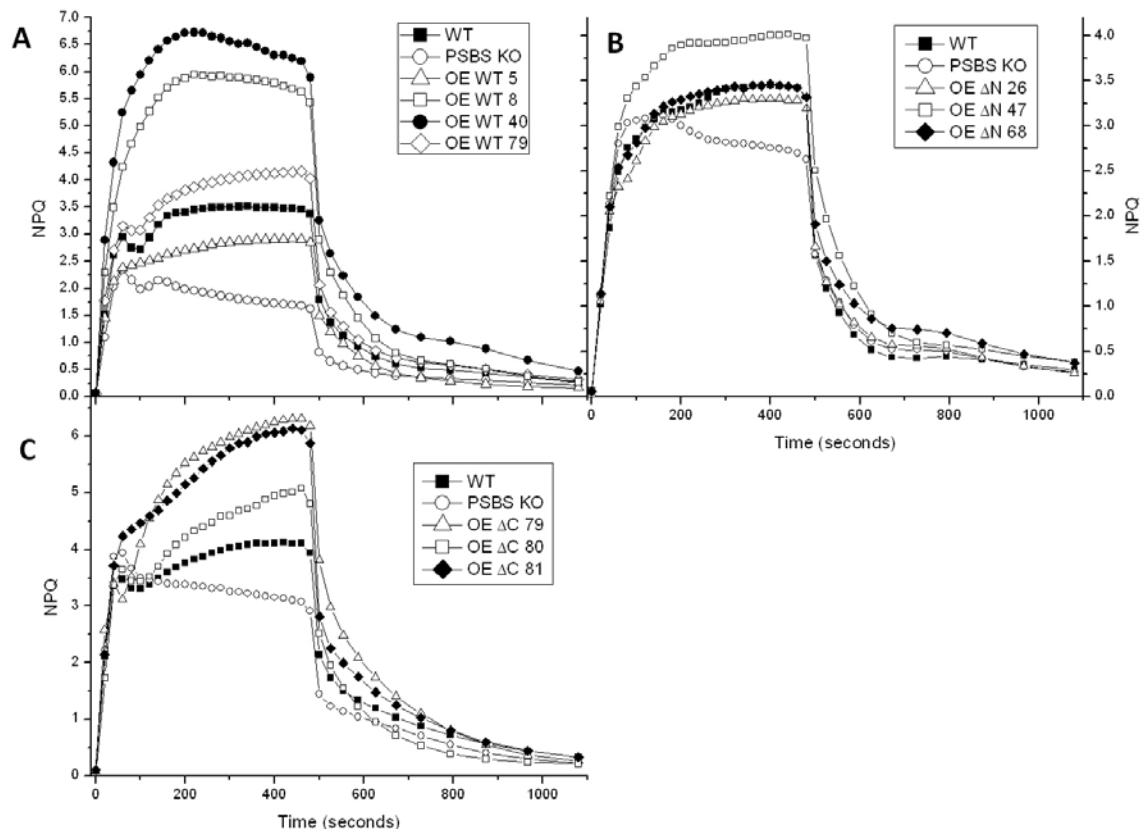 A
NPQ
7.0
6.5
6.0
5.5
5.0
4.5
4.0
3.5
3.0
2.5
2.0
1.5
1.0
0.5
0.0
WT
PSBS KO
OE WT 5
OE WT 8
OE WT 40
OE WT 79
B
WT
PSBS KO
OE ΔN 26
OE ΔN 47
OE ΔN 68
4.0
3.5
3.0
2.5
2.0
1.5
1.0
0.5
0.0
NPQ
0 200 400 600 800 1000
Time (seconds)
C
NPQ
6
5
4
3
2
1
0
WT
PSBS KO
OE ΔC 79
OE ΔC 80
OE ΔC 81
0 200 400 600 800 1000
Time (seconds)